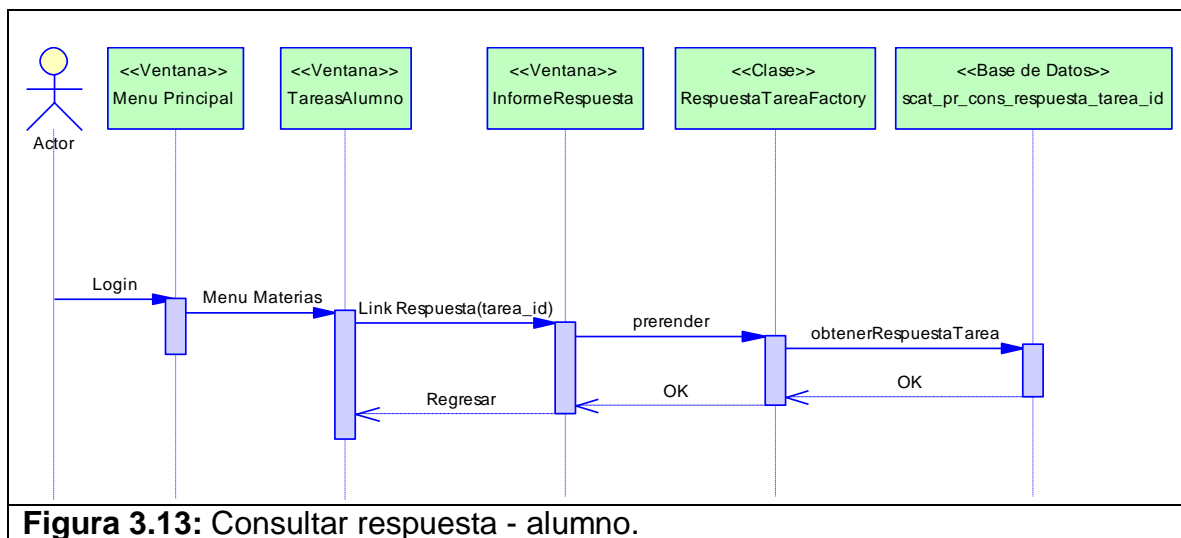 <<Ventana>>
Menu Principal
<<Ventana>>
TareasAlumno
<<Ventana>>
InformeRespuesta
<<Clase>>
RespuestaTareaFactory
<<Base de Datos>>
scat_pr_cons_respuesta_tarea_id
Actor
Login
Menu Materias
Link Respuesta(tarea_id)
prerender
obtenerRespuestaTarea
OK
OK
Regresar
Figura 3.13: Consultar respuesta - alumno.